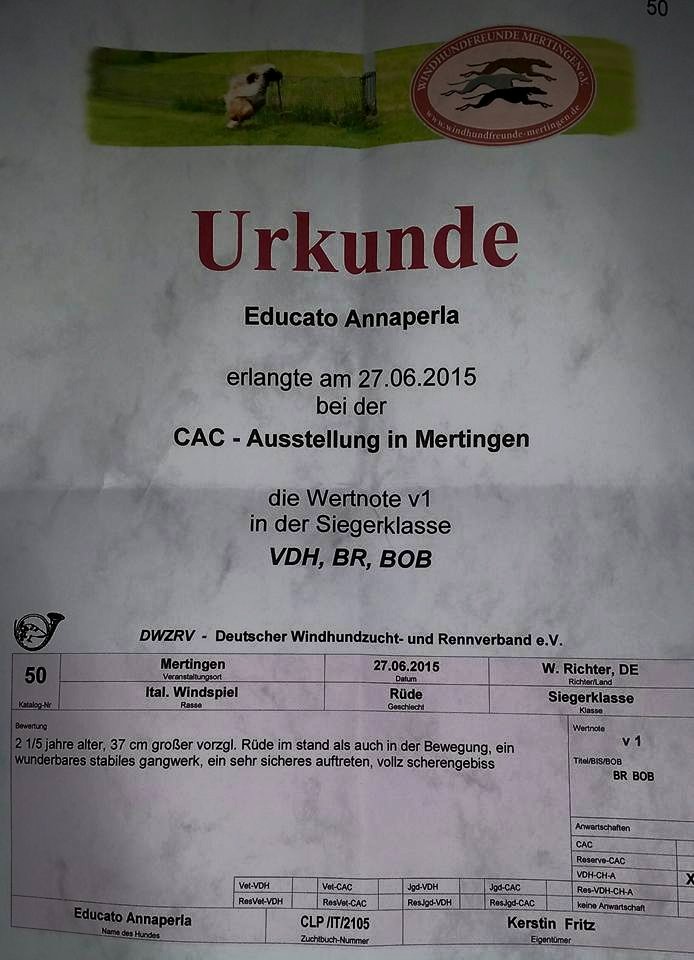 50
WINDHUNDFREUNDE MERTINGEN e.V.
www.windhundfreunde-mertingen.de
Urkunde
Educato Annaperla
erlangte am 27.06.2015
bei der
CAC - Ausstellung in Mertingen
die Wertnote v1
in der Siegerklasse
VDH, BR, BOB
DWZRV - Deutscher Windhundzucht- und Rennverband e.V.
50
Katalog-Nr
Mertingen
Veranstaltungsort
27.06.2015
Datum
W. Richter, DE
Richter/Land
Ital. Windspiel
Rasse
Rüde
Geschlecht
Siegerklasse
Klasse
Bewertung
2 1/5 jahre alter, 37 cm großer vorzgl. Rüde im stand als auch in der Bewegung, ein
wunderbares stabiles gangwerk, ein sehr sicheres auftreten, vollz scherengebiss
Wertnote
v 1
Titel/BIS/BOB
BR BOB
Anwartschaften
CAC
Reserve-CAC
VDH-CH-A X
Res-VDH-CH-A
keine Anwartschaft
Vet-VDH Vet-CAC Jgd-VDH Jgd-CAC
ResVet-VDH ResVet-CAC ResJgd-VDH ResJgd-CAC
Educato Annaperla
Name des Hundes
CLP /IT/2105
Zuchtbuch-Nummer
Kerstin Fritz
Eigentümer